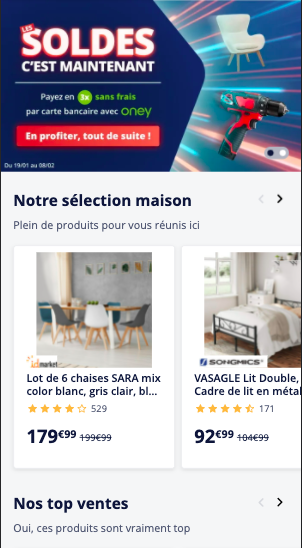 LES
SOLDES
C'EST MAINTENANT
Payez en 3x sans frais
par carte bancaire avec oney
En profiter, tout de suite !
Du 19/01 au 08/02
Notre sélection maison
Plein de produits pour vous réunis ici
idmarket
SONGMICS
Lot de 6 chaises SARA mix
color blanc, gris clair, bl...
VASAGLE Lit Double,
Cadre de lit en métal
529
171
179€99 199€99
92€99 104€99
Nos top ventes
Oui, ces produits sont vraiment top